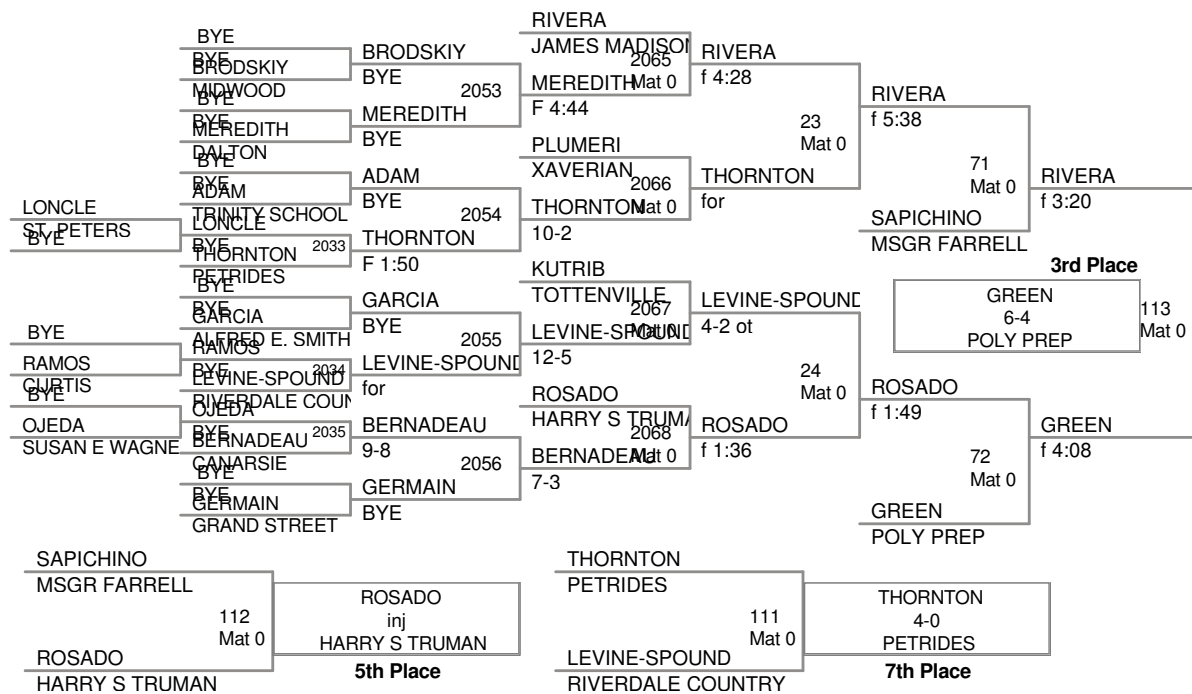 LONCLE
ST. PETERS
BYE
BYE
RAMOS
CURTIS
BYE
OJEDA
SUSAN E WAGNE
BYE
BYE
BRODSKIY
MIDWOOD
BYE
BYE
MEREDITH
DALTON
BYE
BYE
ADAM
TRINITY SCHOOL
LONCLE
BYE
2033
THORNTON
PETRIDES
BYE
BYE
GARCIA
ALFRED E. SMITH
RAMOS
BYE
2034
LEVINE-SPOUND
RIVERDALE COUN
OJEDA
BYE
2035
BERNADEAU
CANARSIE
BYE
BYE
GERMAIN
GRAND STREET
BRODSKIY
BYE
2053
MEREDITH
BYE
ADAM
BYE
2054
THORNTON
F 1:50
GARCIA
BYE
2055
LEVINE-SPOUND
for
BERNADEAU
9-8
2056
GERMAIN
BYE
RIVERA
JAMES MADISON
2065
Mat 0
MEREDITH
F 4:44
PLUMERI
XAVERIAN
2066
Mat 0
THORNTON
10-2
KUTRIB
TOTTENVILLE
2067
Mat 0
LEVINE-SPOUND
12-5
ROSADO
HARRY S TRUMA
2068
Mat 0
BERNADEAU
7-3
RIVERA
f 4:28
23
Mat 0
THORNTON
for
LEVINE-SPOUND
4-2 ot
24
Mat 0
ROSADO
f 1:36
RIVERA
f 5:38
71
Mat 0
SAPICHINO
MSGR FARRELL
ROSADO
f 1:49
72
Mat 0
GREEN
POLY PREP
RIVERA
f 3:20
3rd Place
GREEN
6-4
POLY PREP
113
Mat 0
GREEN
f 4:08
SAPICHINO
MSGR FARRELL
112
Mat 0
ROSADO
HARRY S TRUMAN
ROSADO
inj
HARRY S TRUMAN
5th Place
THORNTON
PETRIDES
111
Mat 0
LEVINE-SPOUND
RIVERDALE COUNTRY
THORNTON
4-0
PETRIDES
7th Place